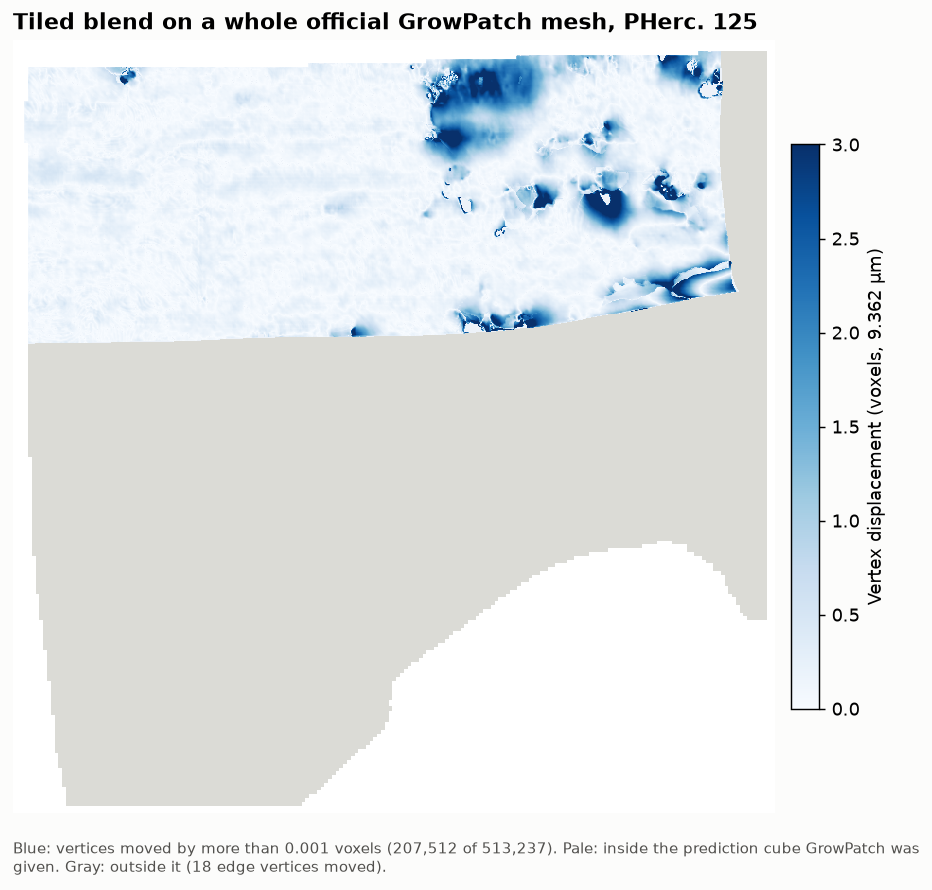 Tiled blend on a whole official GrowPatch mesh, PHerc. 125
3.0
2.5
2.0
1.5
1.0
0.5
0.0
Vertex displacement (voxels, 9.362 µm)
Blue: vertices moved by more than 0.001 voxels (207,512 of 513,237). Pale: inside the prediction cube GrowPatch was
given. Gray: outside it (18 edge vertices moved).